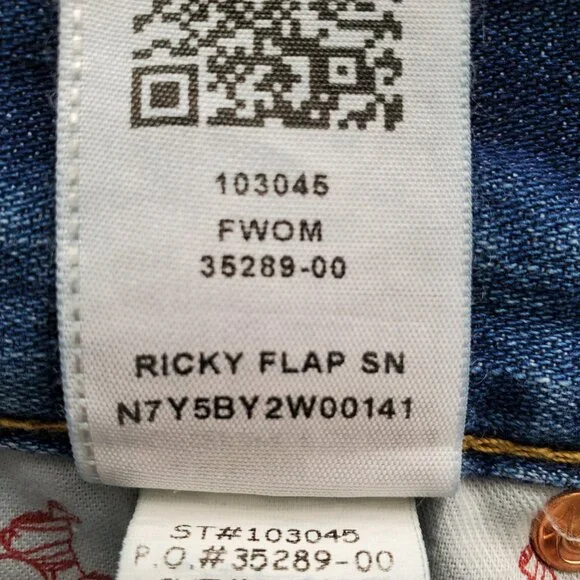 103045
FWOM
35289-00
RICKY FLAP SN
N7Y5BY2W00141
ST#103045
P.O.#35289-00